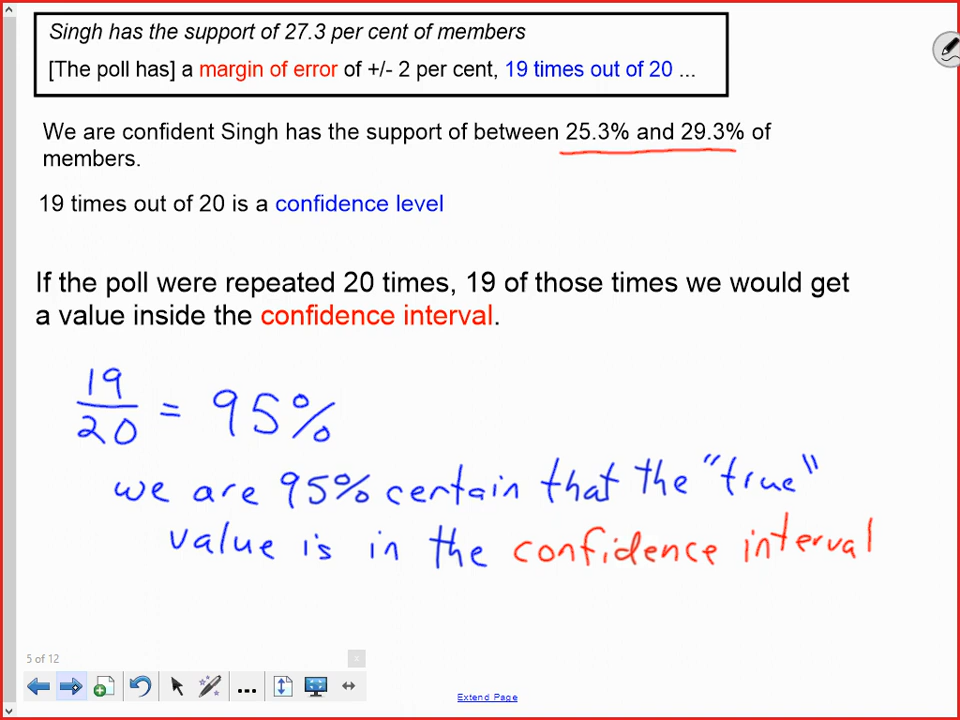 Singh has the support of 27.3 per cent of members
[The poll has] a margin of error of +/- 2 per cent, 19 times out of 20 ...
We are confident Singh has the support of between 25.3% and 29.3% of
members.
19 times out of 20 is a confidence level
If the poll were repeated 20 times, 19 of those times we would get
a value inside the confidence interval.
19/20 = 95%
we are 95% certain that the "true"
value is in the confidence interval
5 of 12
x
...
Extend Page